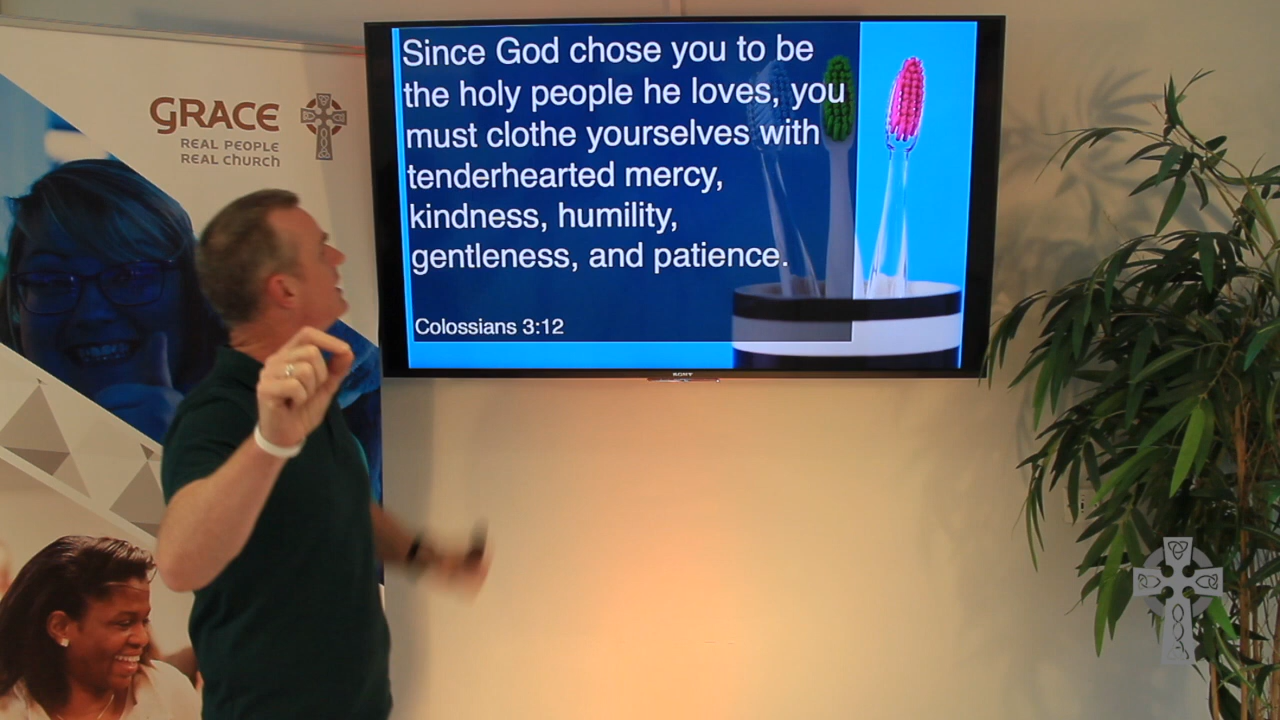 GRACE
REAL PEOPLE
REAL CHURCH
Since God chose you to be
the holy people he loves, you
must clothe yourselves with
tenderhearted mercy,
kindness, humility,
gentleness, and patience.
Colossians 3:12
SONY